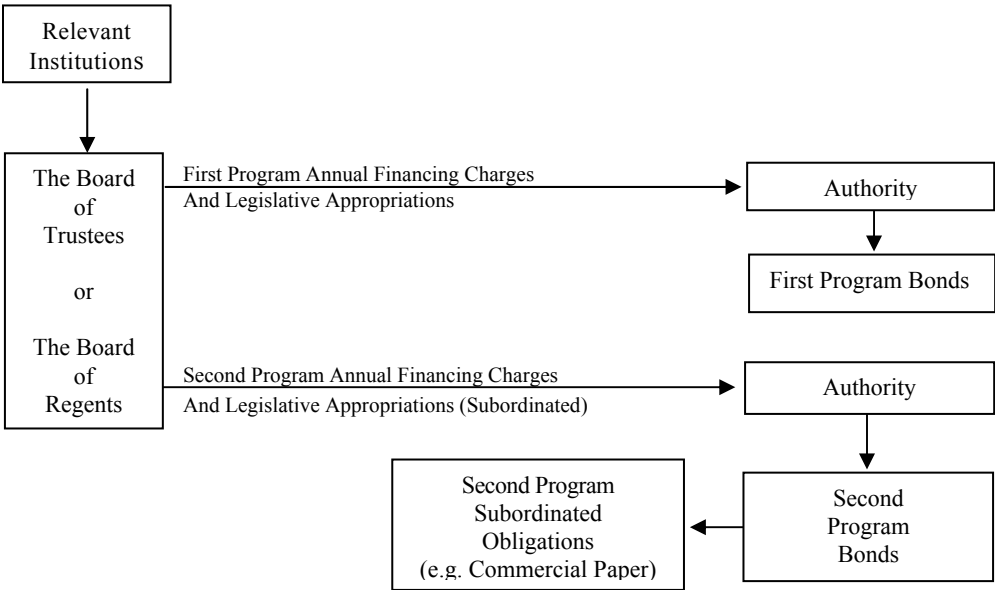 Relevant
Institutions
The Board
of
Trustees
or
The Board
of
Regents
First Program Annual Financing Charges
And Legislative Appropriations
Authority
First Program Bonds
Second Program Annual Financing Charges
And Legislative Appropriations (Subordinated)
Authority
Second
Program
Bonds
Second Program
Subordinated
Obligations
(e.g. Commercial Paper)